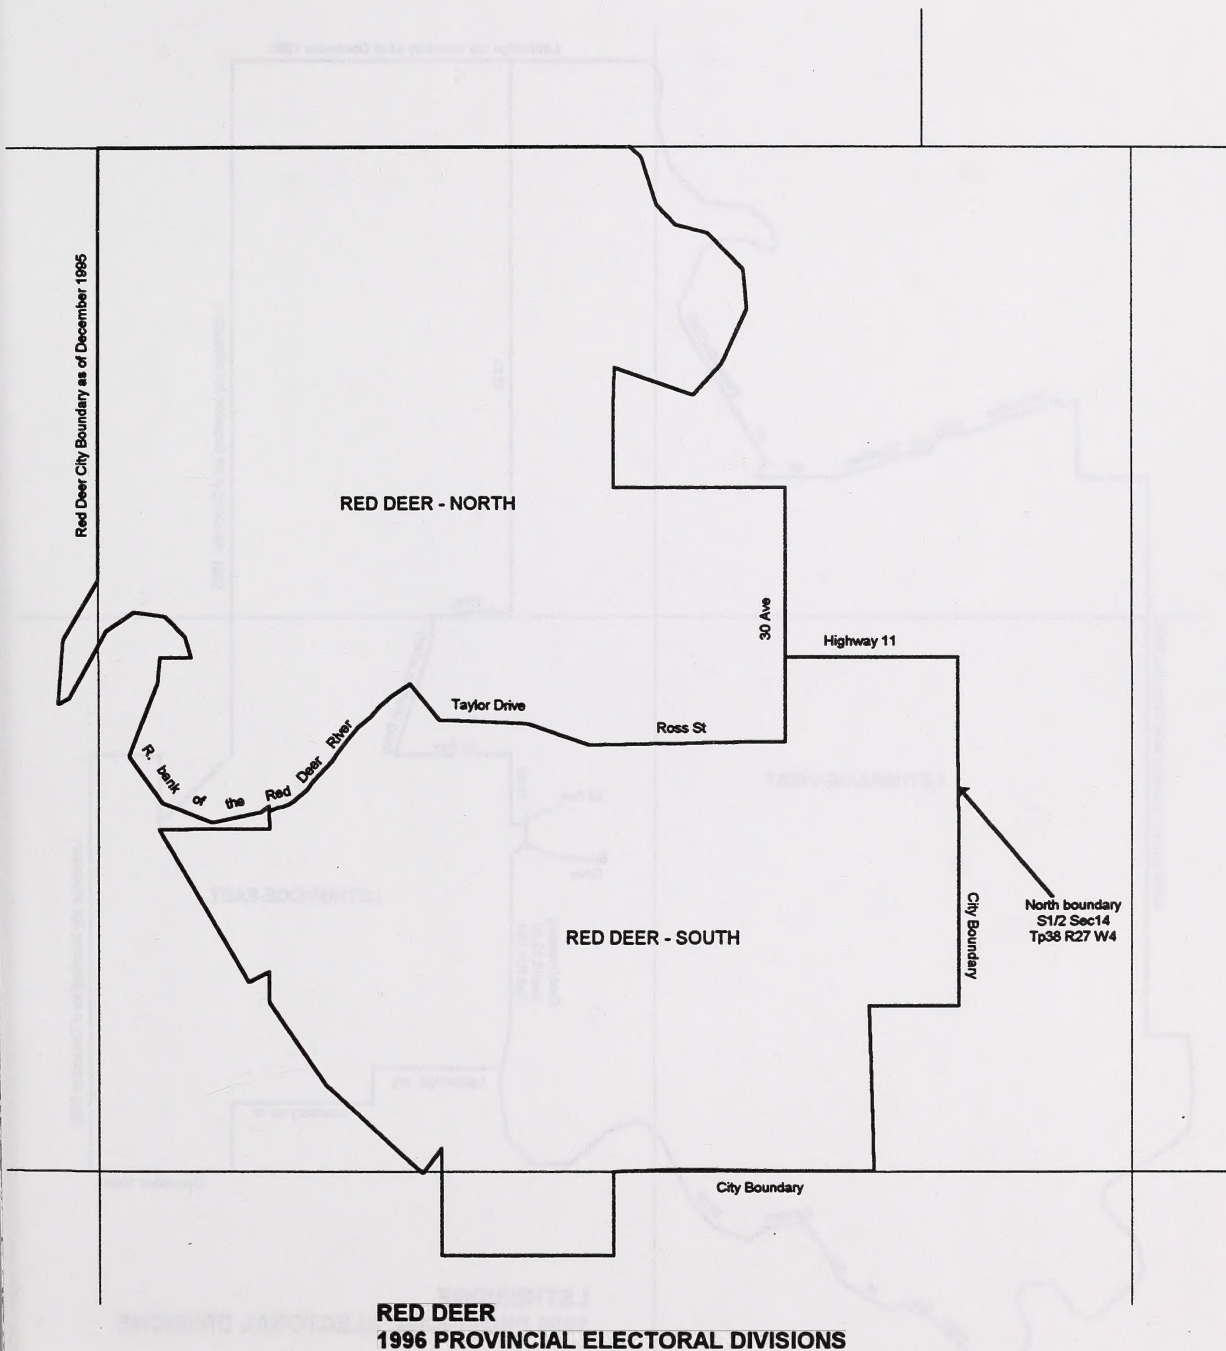 Red Deer City Boundary as of December 1995
RED DEER - NORTH
30 Ave
Highway 11
Taylor Drive
Ross St
R. bank of the Red Deer River
North boundary
S1/2 Sec14
Tp38 R27 W4
City Boundary
RED DEER - SOUTH
City Boundary
RED DEER
1996 PROVINCIAL ELECTORAL DIVISIONS